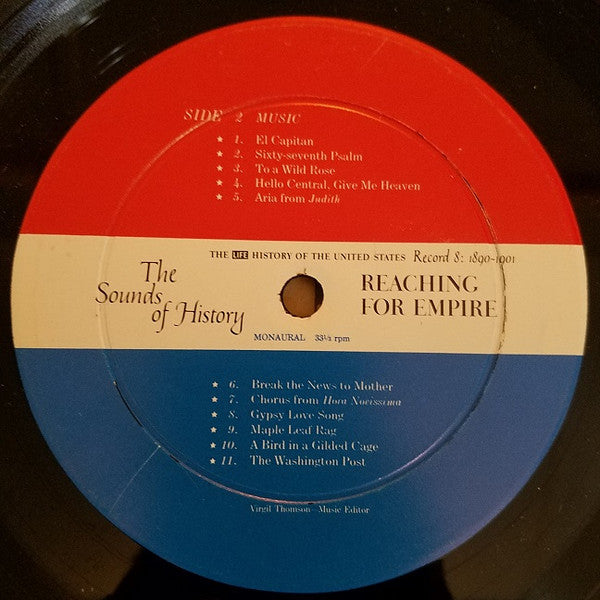 SIDE 2 MUSIC
★ 1. El Capitan
★ 2. Sixty-seventh Psalm
★ 3. To a Wild Rose
★ 4. Hello Central, Give Me Heaven
★ 5. Aria from Judith
THE LIFE HISTORY OF THE UNITED STATES Record 8: 1890-1901
The
Sounds
of History
REACHING
FOR EMPIRE
MONAURAL 33⅓ rpm
★ 6. Break the News to Mother
★ 7. Chorus from Hora Novissima
★ 8. Gypsy Love Song
★ 9. Maple Leaf Rag
★ 10. A Bird in a Gilded Cage
★ 11. The Washington Post
Virgil Thomson—Music Editor